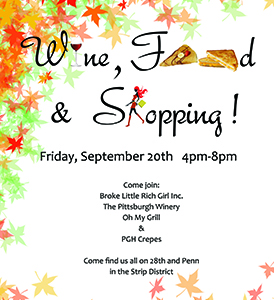 Wine, Food
& Shopping !
Friday, September 20th 4pm-8pm
Come join:
Broke Little Rich Girl Inc.
The Pittsburgh Winery
Oh My Grill
&
PGH Crepes
Come find us all on 28th and Penn
in the Strip District